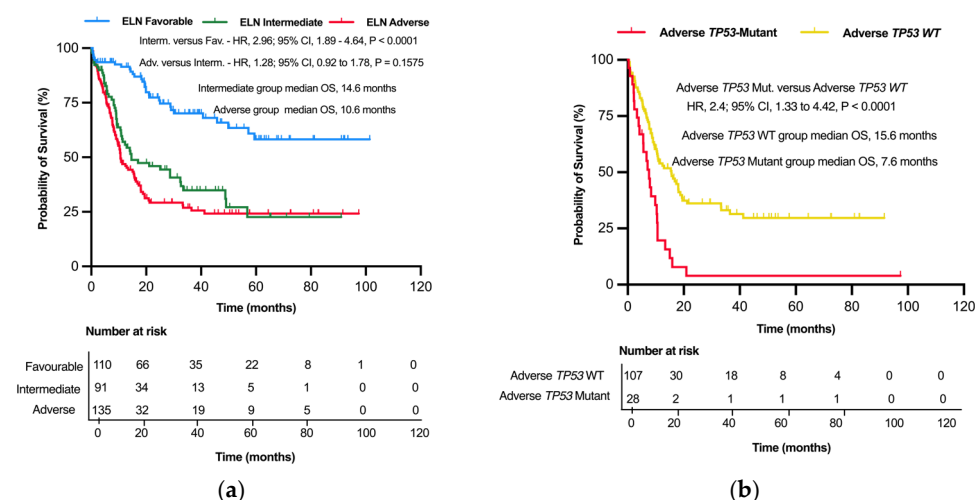 ELN Favorable ELN Intermediate ELN Adverse
Interm. versus Fav. - HR, 2.96; 95% CI, 1.89 - 4.64, P < 0.0001
Adv. versus Interm. - HR, 1.28; 95% CI, 0.92 to 1.78, P = 0.1575
Intermediate group median OS, 14.6 months
Adverse group median OS, 10.6 months
Probability of Survival (%)
100
75
50
25
0
0 20 40 60 80 100 120
Time (months)
Number at risk
Favourable 110 66 35 22 8 1 0
Intermediate 91 34 13 5 1 0 0
Adverse 135 32 19 9 5 0 0
0 20 40 60 80 100 120
Time (months)
(a)
Adverse TP53-Mutant Adverse TP53 WT
Adverse TP53 Mut. versus Adverse TP53 WT
HR, 2.4; 95% CI, 1.33 to 4.42, P < 0.0001
Adverse TP53 WT group median OS, 15.6 months
Adverse TP53 Mutant group median OS, 7.6 months
Probability of Survival (%)
100
75
50
25
0
0 20 40 60 80 100 120
Time (months)
Number at risk
Adverse TP53 WT 107 30 18 8 4 0 0
Adverse TP53 Mutant 28 2 1 1 1 0 0
0 20 40 60 80 100 120
Time (months)
(b)